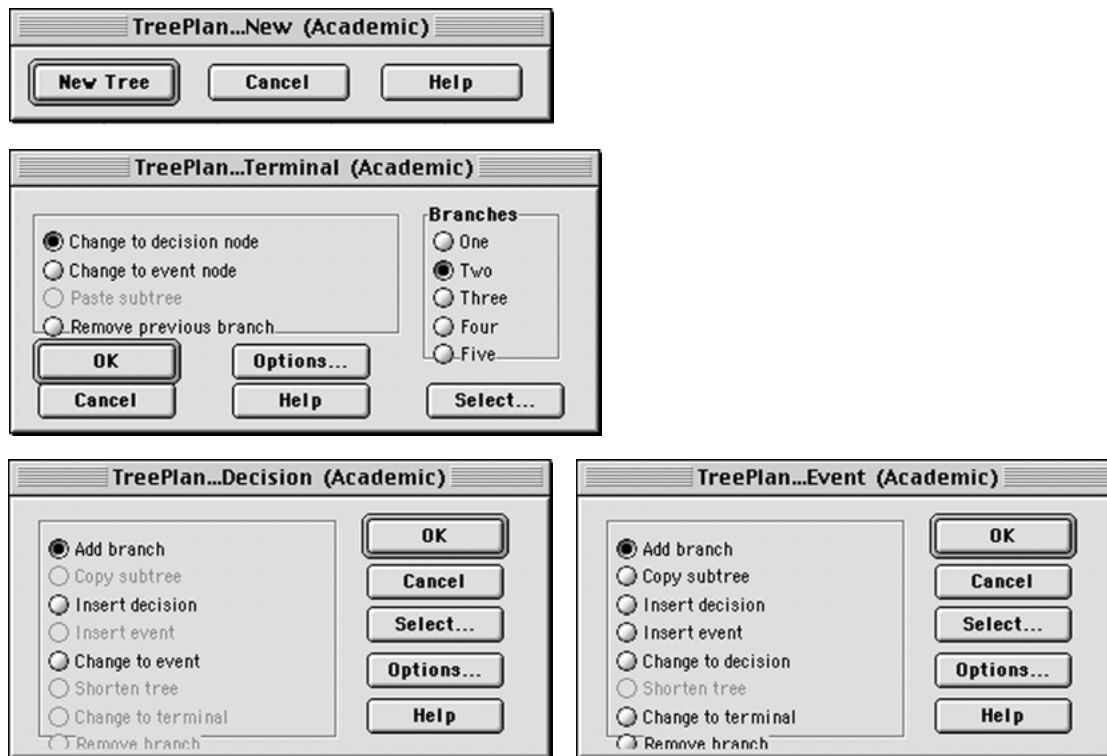 TreePlan...New (Academic)
New Tree Cancel Help
TreePlan...Terminal (Academic)
Change to decision node
Change to event node
Paste subtree
Remove previous branch
Branches
One
Two
Three
Four
Five
OK Options...
Cancel Help Select...
TreePlan...Decision (Academic)
Add branch
Copy subtree
Insert decision
Insert event
Change to event
Shorten tree
Change to terminal
Remove branch
OK
Cancel
Select...
Options...
Help
TreePlan...Event (Academic)
Add branch
Copy subtree
Insert decision
Insert event
Change to decision
Shorten tree
Change to terminal
Remove branch
OK
Cancel
Select...
Options...
Help